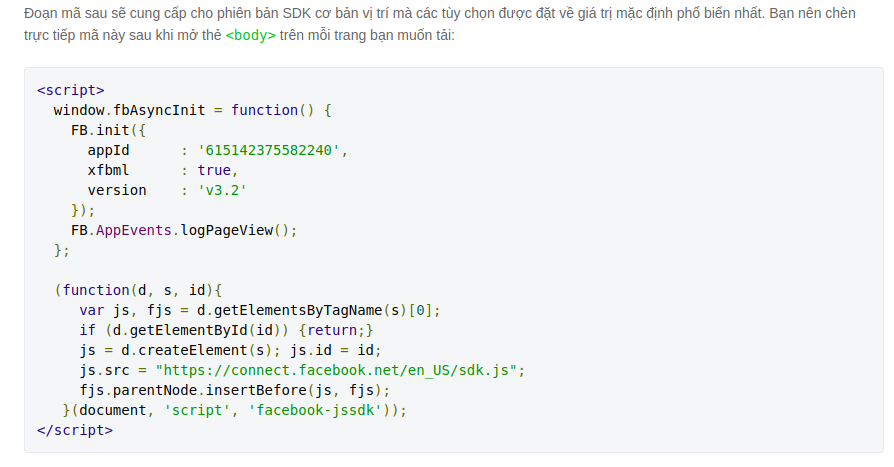 Đoạn mã sau sẽ cung cấp cho phiên bản SDK cơ bản vị trí mà các tùy chọn được đặt về giá trị mặc định phổ biến nhất. Bạn nên chèn
trực tiếp mã này sau khi mở thẻ <body> trên mỗi trang bạn muốn tải:
<script>
  window.fbAsyncInit = function() {
    FB.init({
      appId      : '615142375582240',
      xfbml      : true,
      version    : 'v3.2'
    });
    FB.AppEvents.logPageView();
  };

  (function(d, s, id){
     var js, fjs = d.getElementsByTagName(s)[0];
     if (d.getElementById(id)) {return;}
     js = d.createElement(s); js.id = id;
     js.src = "https://connect.facebook.net/en_US/sdk.js";
     fjs.parentNode.insertBefore(js, fjs);
   }(document, 'script', 'facebook-jssdk'));
</script>